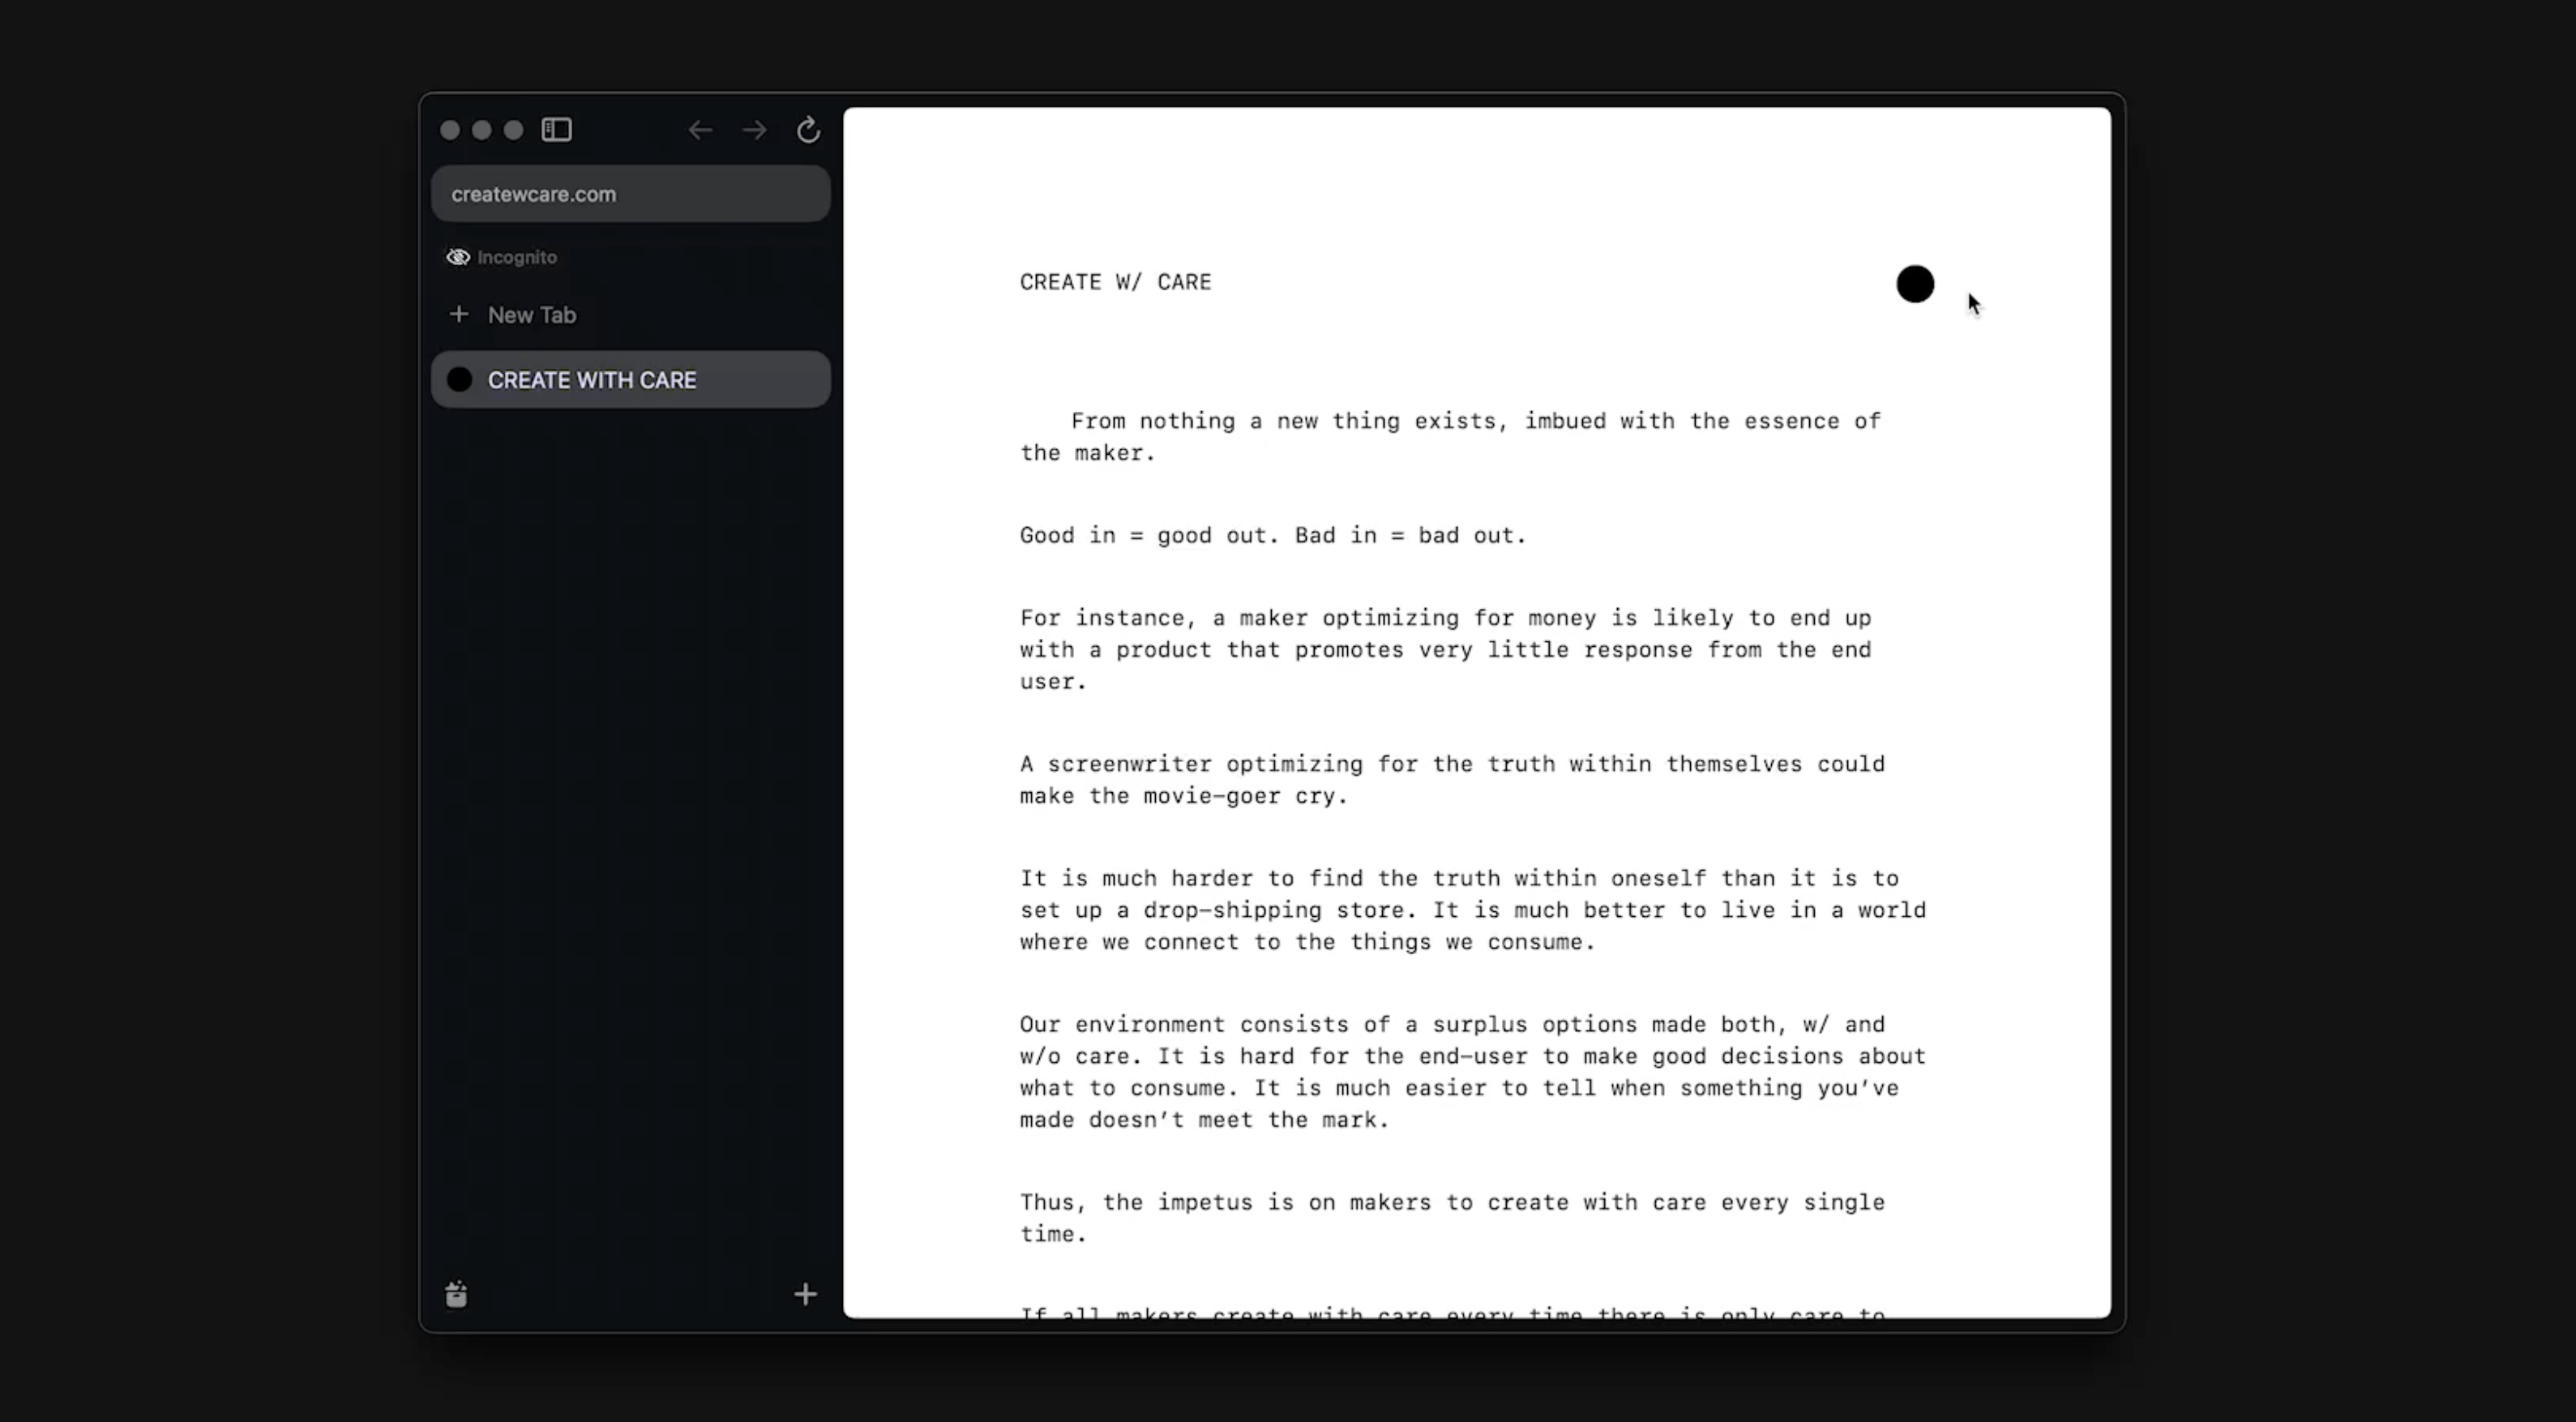 createwcare.com
Incognito
New Tab
CREATE WITH CARE
CREATE W/ CARE
From nothing a new thing exists, imbued with the essence of
the maker.
Good in = good out. Bad in = bad out.
For instance, a maker optimizing for money is likely to end up
with a product that promotes very little response from the end
user.
A screenwriter optimizing for the truth within themselves could
make the movie-goer cry.
It is much harder to find the truth within oneself than it is to
set up a drop-shipping store. It is much better to live in a world
where we connect to the things we consume.
Our environment consists of a surplus options made both, w/ and
w/o care. It is hard for the end-user to make good decisions about
what to consume. It is much easier to tell when something you've
made doesn't meet the mark.
Thus, the impetus is on makers to create with care every single
time.
If all makers create with care every time there is only care to